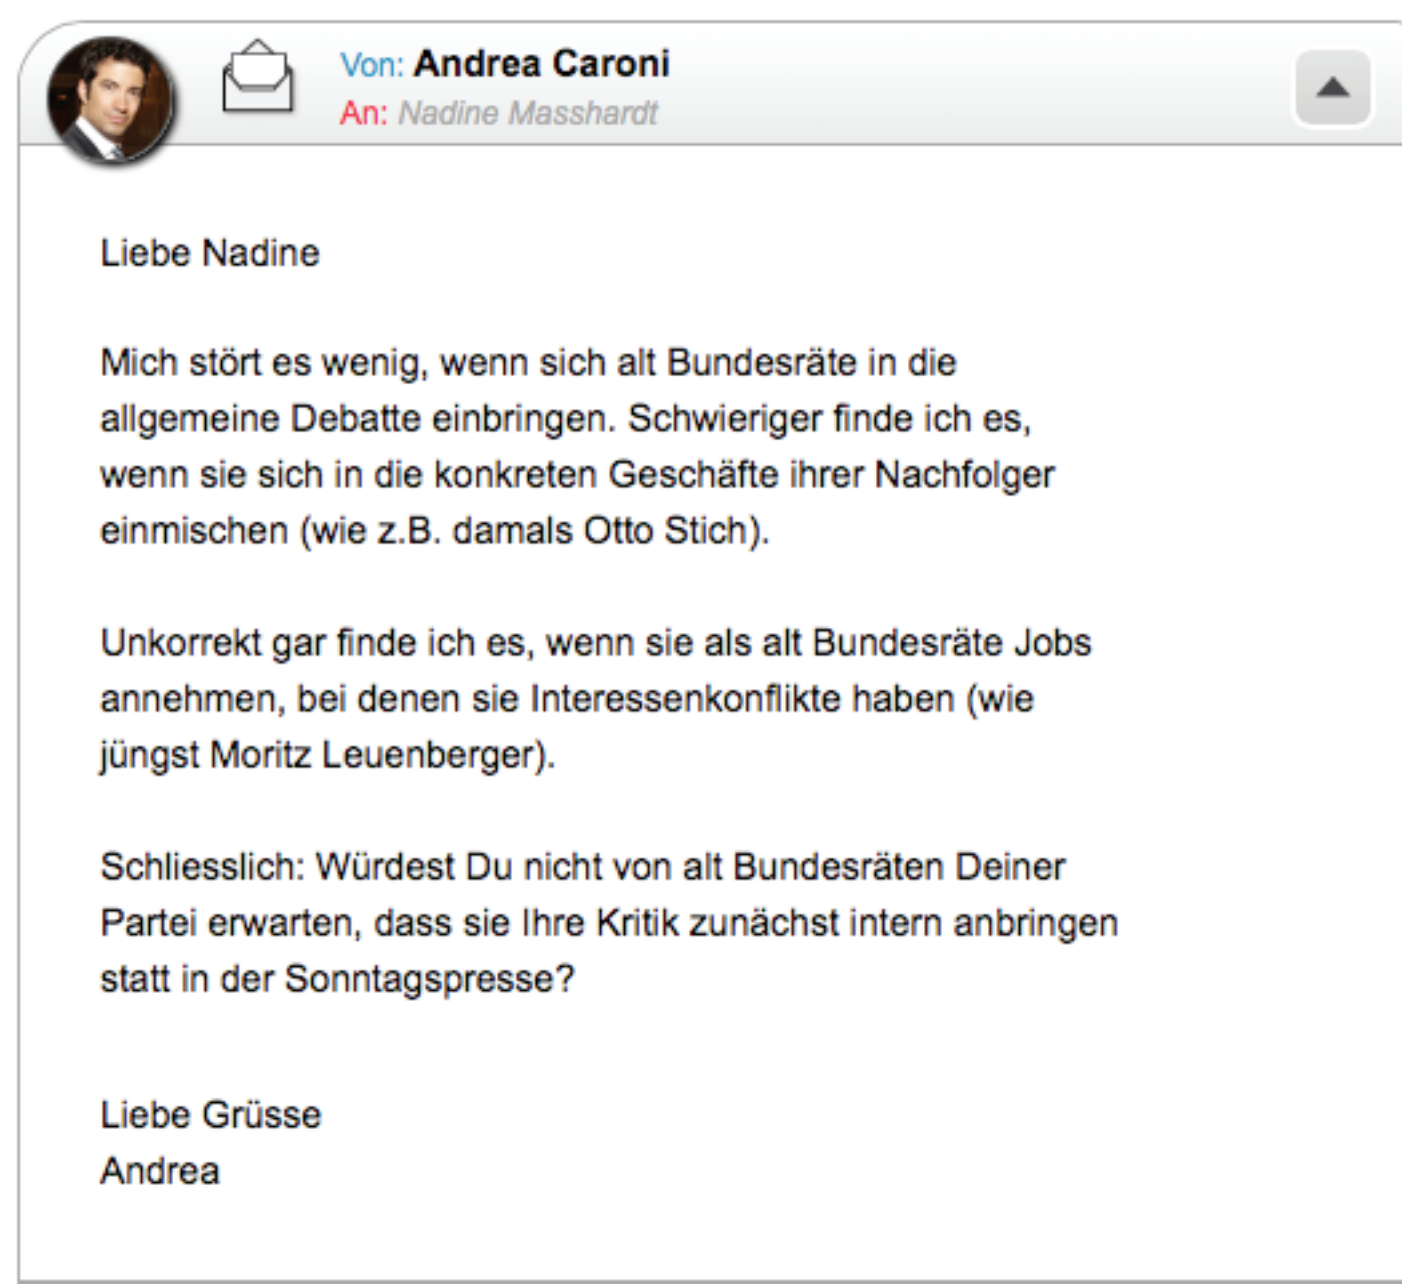 Von: Andrea Caroni
An: Nadine Masshardt
Liebe Nadine
Mich stört es wenig, wenn sich alt Bundesräte in die
allgemeine Debatte einbringen. Schwieriger finde ich es,
wenn sie sich in die konkreten Geschäfte ihrer Nachfolger
einmischen (wie z.B. damals Otto Stich).
Unkorrekt gar finde ich es, wenn sie als alt Bundesräte Jobs
annehmen, bei denen sie Interessenkonflikte haben (wie
jüngst Moritz Leuenberger).
Schliesslich: Würdest Du nicht von alt Bundesräten Deiner
Partei erwarten, dass sie Ihre Kritik zunächst intern anbringen
statt in der Sonntagspresse?
Liebe Grüsse
Andrea